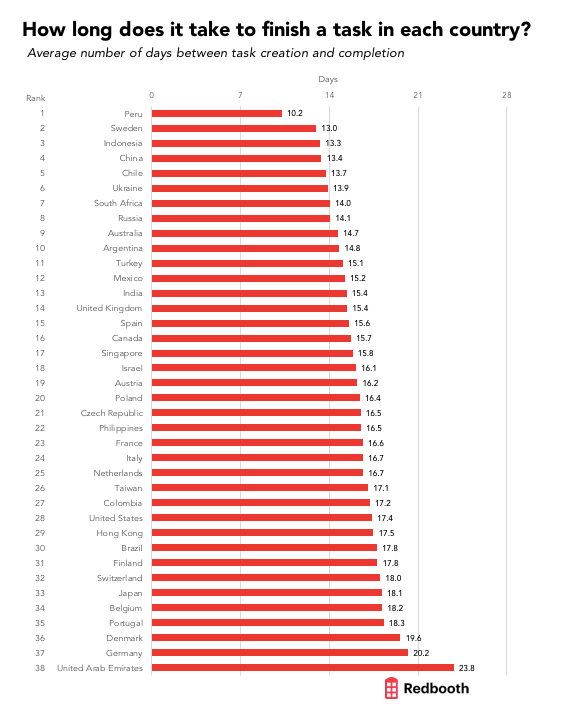 How long does it take to finish a task in each country?
Average number of days between task creation and completion
Days
Rank 0 7 14 21 28
1 Peru 10.2
2 Sweden 13.0
3 Indonesia 13.3
4 China 13.4
5 Chile 13.7
6 Ukraine 13.9
7 South Africa 14.0
8 Russia 14.1
9 Australia 14.7
10 Argentina 14.8
11 Turkey 15.1
12 Mexico 15.2
13 India 15.4
14 United Kingdom 15.4
15 Spain 15.6
16 Canada 15.7
17 Singapore 15.8
18 Israel 16.1
19 Austria 16.2
20 Poland 16.4
21 Czech Republic 16.5
22 Philippines 16.5
23 France 16.6
24 Italy 16.7
25 Netherlands 16.7
26 Taiwan 17.1
27 Colombia 17.2
28 United States 17.4
29 Hong Kong 17.5
30 Brazil 17.8
31 Finland 17.8
32 Switzerland 18.0
33 Japan 18.1
34 Belgium 18.2
35 Portugal 18.3
36 Denmark 19.6
37 Germany 20.2
38 United Arab Emirates 23.8
Redbooth